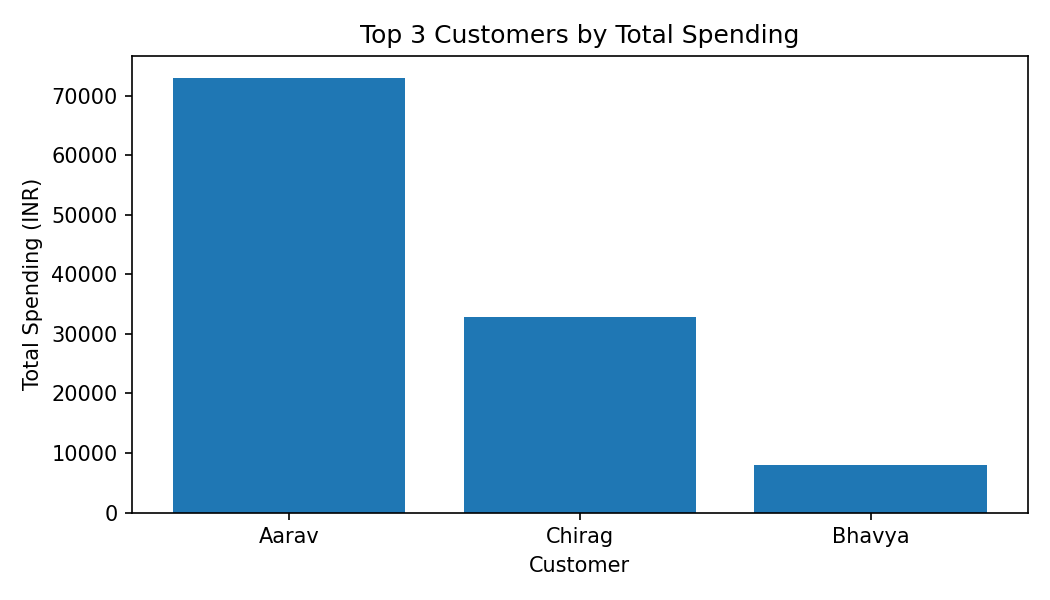 Top 3 Customers by Total Spending
Total Spending (INR)
70000
60000
50000
40000
30000
20000
10000
0
Aarav
Chirag
Bhavya
Customer